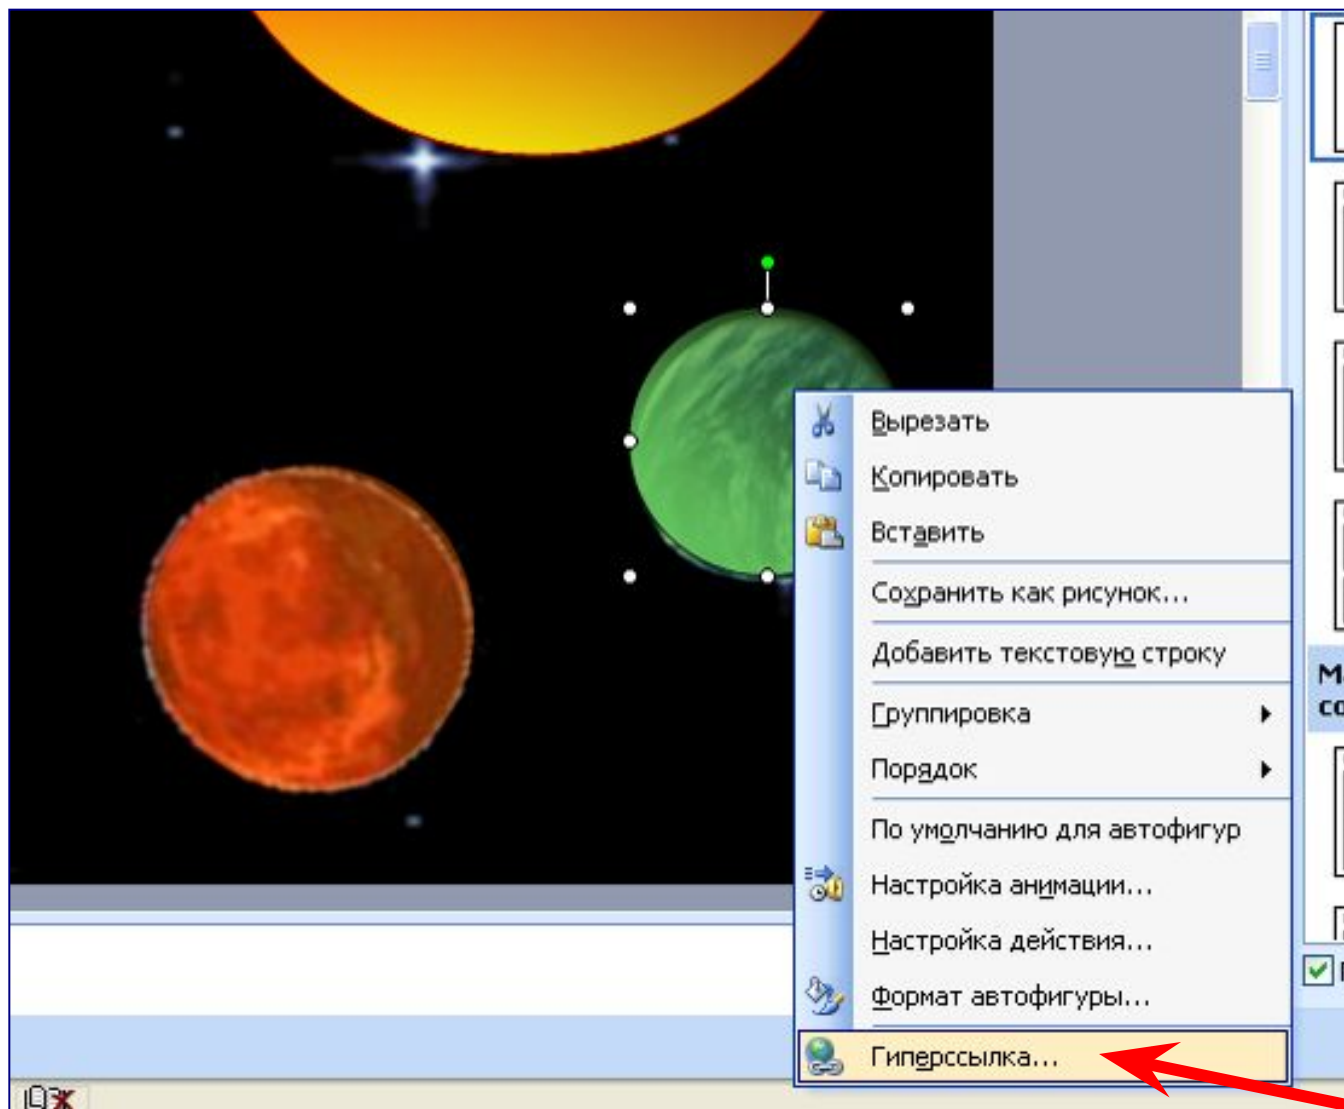 Вырезать
Копировать
Вставить
Сохранить как рисунок...
Добавить текстовую строку
Группировка
Порядок
По умолчанию для автофигур
Настройка анимации...
Настройка действия...
Формат автофигуры...
Гиперссылка...